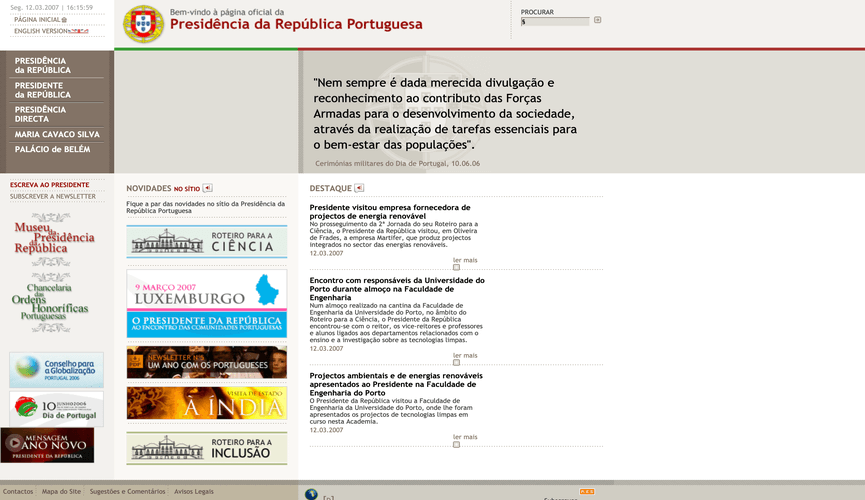 Seg. 12.03.2007 | 16:15:59
PÁGINA INICIAL
ENGLISH VERSION
Bem-vindo à página oficial da
Presidência da República Portuguesa
PROCURAR
PRESIDÊNCIA
da REPÚBLICA
PRESIDENTE
da REPÚBLICA
PRESIDÊNCIA
DIRECTA
MARIA CAVACO SILVA
PALÁCIO de BELÉM
"Nem sempre é dada merecida divulgação e
reconhecimento ao contributo das Forças
Armadas para o desenvolvimento da sociedade,
através da realização de tarefas essenciais para
o bem-estar das populações".
Cerimónias militares do Dia de Portugal, 10.06.06
ESCREVA AO PRESIDENTE
SUBSCREVER A NEWSLETTER
Museu
da Presidência
da República
Chancelaria
das Ordens
Honoríficas
Portuguesas
Conselho para
a Globalização
PORTUGAL 2006
10 JUNHO 2006
Dia de Portugal
MENSAGEM
ANO NOVO
PRESIDENTE DA REPÚBLICA
NOVIDADES NO SÍTIO
Fique a par das novidades no sítio da Presidência da
República Portuguesa
ROTEIRO PARA A
CIÊNCIA
9 MARÇO 2007
LUXEMBURGO
O PRESIDENTE DA REPÚBLICA
AO ENCONTRO DAS COMUNIDADES PORTUGUESAS
PDF
UM ANO COM OS PORTUGUESES
VISITA DE ESTADO
À ÍNDIA
ROTEIRO PARA A
INCLUSÃO
DESTAQUE
Presidente visitou empresa fornecedora de
projectos de energia renovável
No prosseguimento da 2ª Jornada do seu Roteiro para a
Ciência, o Presidente da República visitou, em Oliveira
de Frades, a empresa Martifer, que produz projectos
integrados no sector das energias renováveis.
12.03.2007
ler mais
Encontro com responsáveis da Universidade do
Porto durante almoço na Faculdade de
Engenharia
Num almoço realizado na cantina da Faculdade de
Engenharia da Universidade do Porto, no âmbito do
Roteiro para a Ciência, o Presidente da República
encontrou-se com o reitor, os vice-reitores e professores
e alunos ligados aos departamentos relacionados com o
ensino e a investigação sobre as tecnologias limpas.
12.03.2007
ler mais
Projectos ambientais e de energias renováveis
apresentados ao Presidente na Faculdade de
Engenharia do Porto
O Presidente da República visitou a Faculdade de
Engenharia da Universidade do Porto, onde lhe foram
apresentados os projectos de tecnologias limpas em
curso nesta Academia.
12.03.2007
ler mais
Contactos | Mapa do Site | Sugestões e Comentários | Avisos Legais
[D]